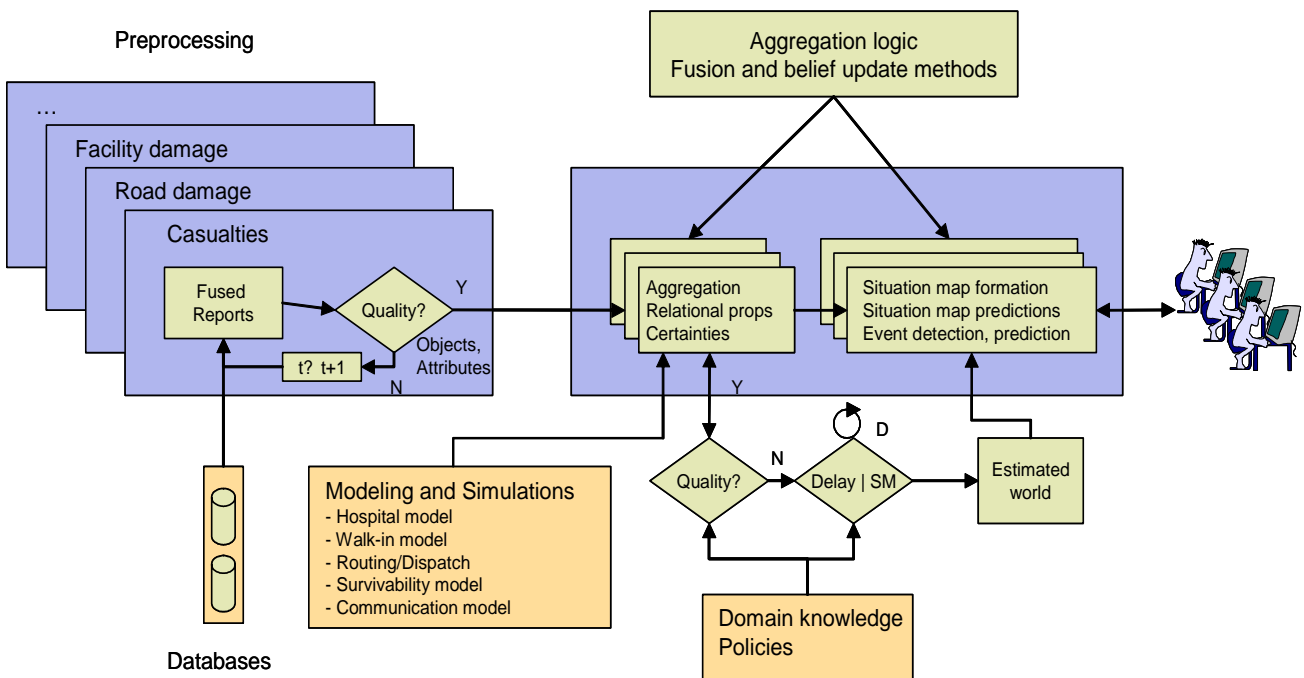 Preprocessing
…
Facility damage
Road damage
Casualties
Fused
Reports
Quality?
Y
Objects,
Attributes
t? t+1
N
Databases
Aggregation logic
Fusion and belief update methods
Aggregation
Relational props
Certainties
Situation map formation
Situation map predictions
Event detection, prediction
Y
Quality?
N
D
Delay | SM
Estimated
world
Modeling and Simulations
- Hospital model
- Walk-in model
- Routing/Dispatch
- Survivability model
- Communication model
Domain knowledge
Policies